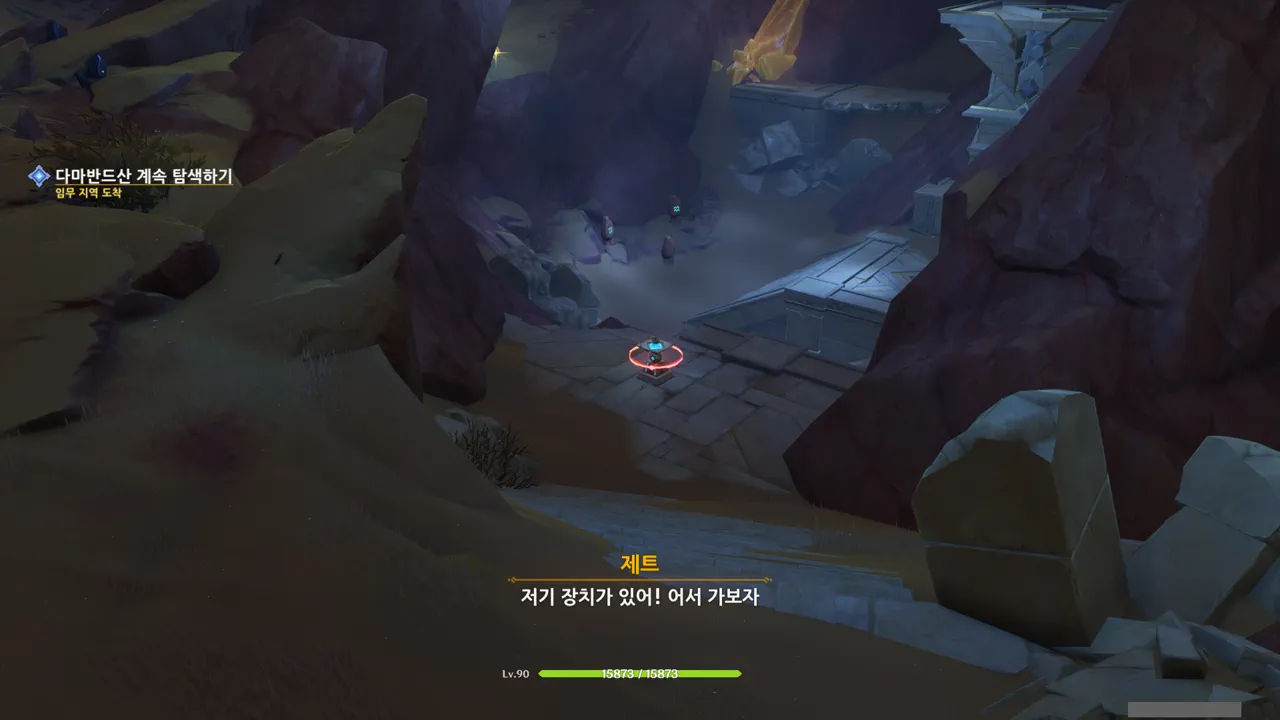 다마반드산 계속 탐색하기
임무 지역 도착
제트
저기 장치가 있어! 어서 가보자
Lv.90
15873 / 15873